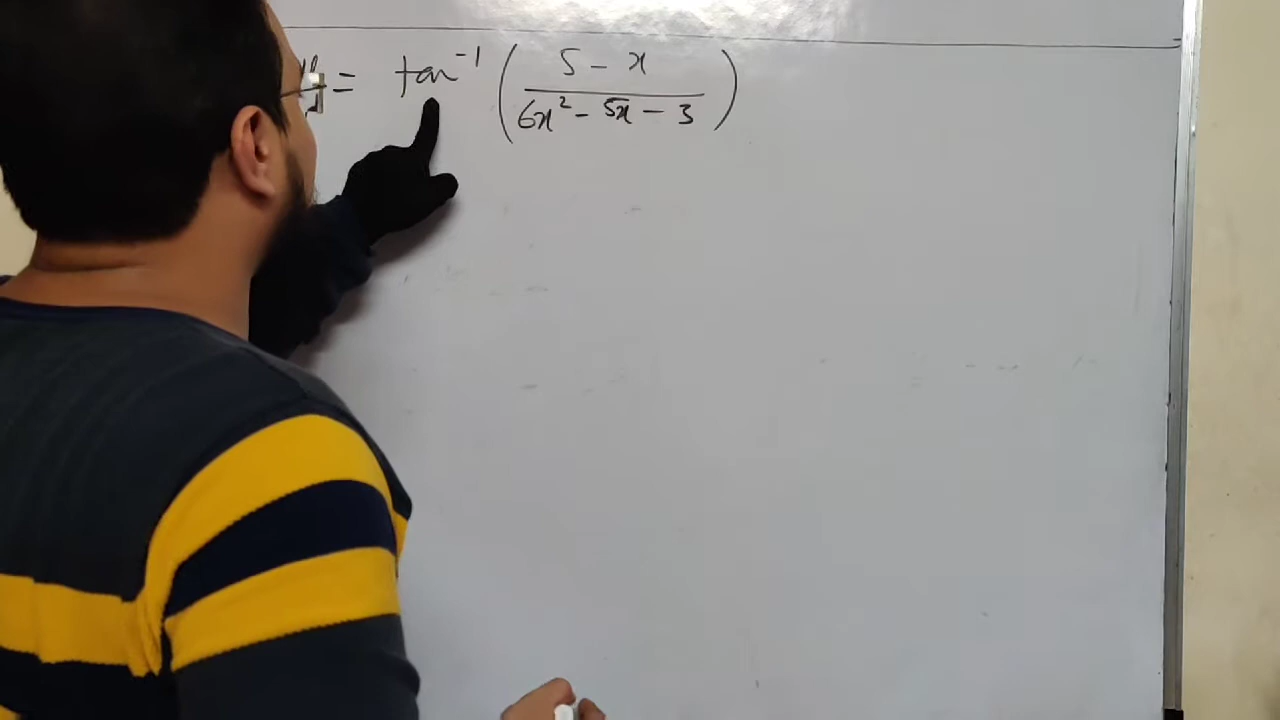 y = tan⁻¹ ( 5 - x / 6x² - 5x - 3 )